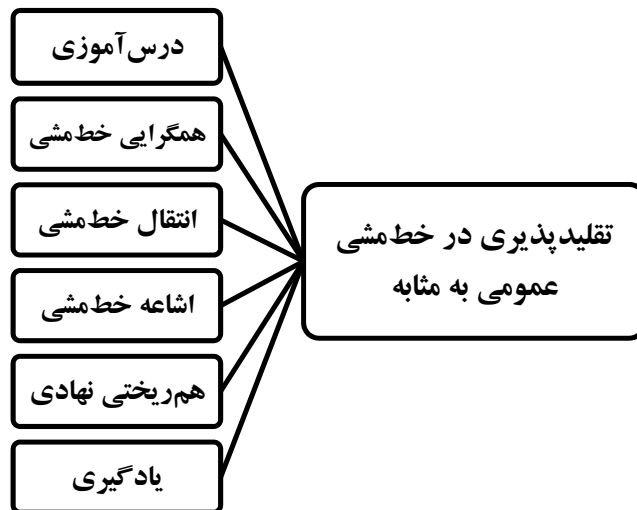 تقلیدپذیری در خط‌مشی
عمومی به مثابه
درس‌آموزی
همگرایی خط‌مشی
انتقال خط‌مشی
اشاعه خط‌مشی
هم‌ریختی نهادی
یادگیری